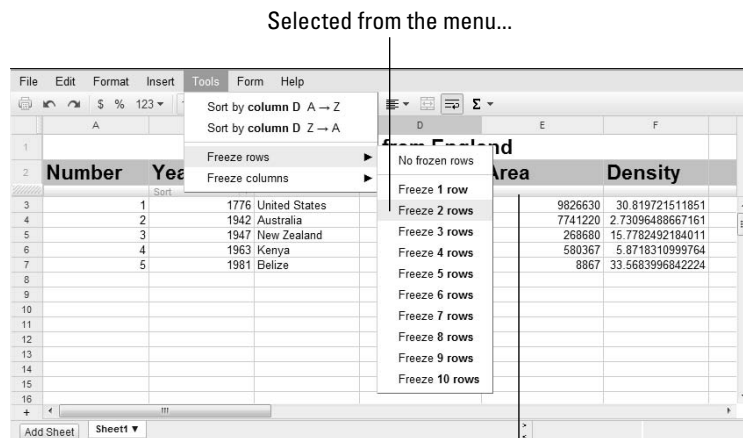 Selected from the menu...
File Edit Format Insert Tools Form Help
$ % 123 Σ
Sort by column D A → Z
Sort by column D Z → A
Freeze rows
Freeze columns
No frozen rows
Freeze 1 row
Freeze 2 rows
Freeze 3 rows
Freeze 4 rows
Freeze 5 rows
Freeze 6 rows
Freeze 7 rows
Freeze 8 rows
Freeze 9 rows
Freeze 10 rows
A D E F
1 from England
2 Number Area Density
Sort
3 1 1776 United States 9826630 30.819721511851
4 2 1942 Australia 7741220 2.73096488667161
5 3 1947 New Zealand 268680 15.7782492184011
6 4 1963 Kenya 580367 5.8718310999764
7 5 1981 Belize 8867 33.5683996842224
8
9
10
11
12
13
14
15
16
+
Add Sheet Sheet1